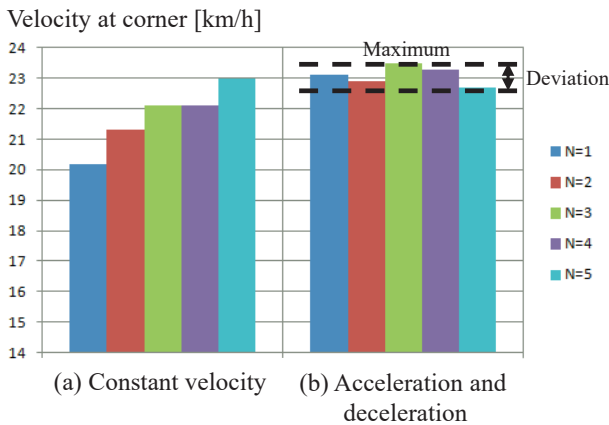 Velocity at corner [km/h]
24
23
22
21
20
19
18
17
16
15
14
Maximum
Deviation
N=1
N=2
N=3
N=4
N=5
(a) Constant velocity
(b) Acceleration and
deceleration